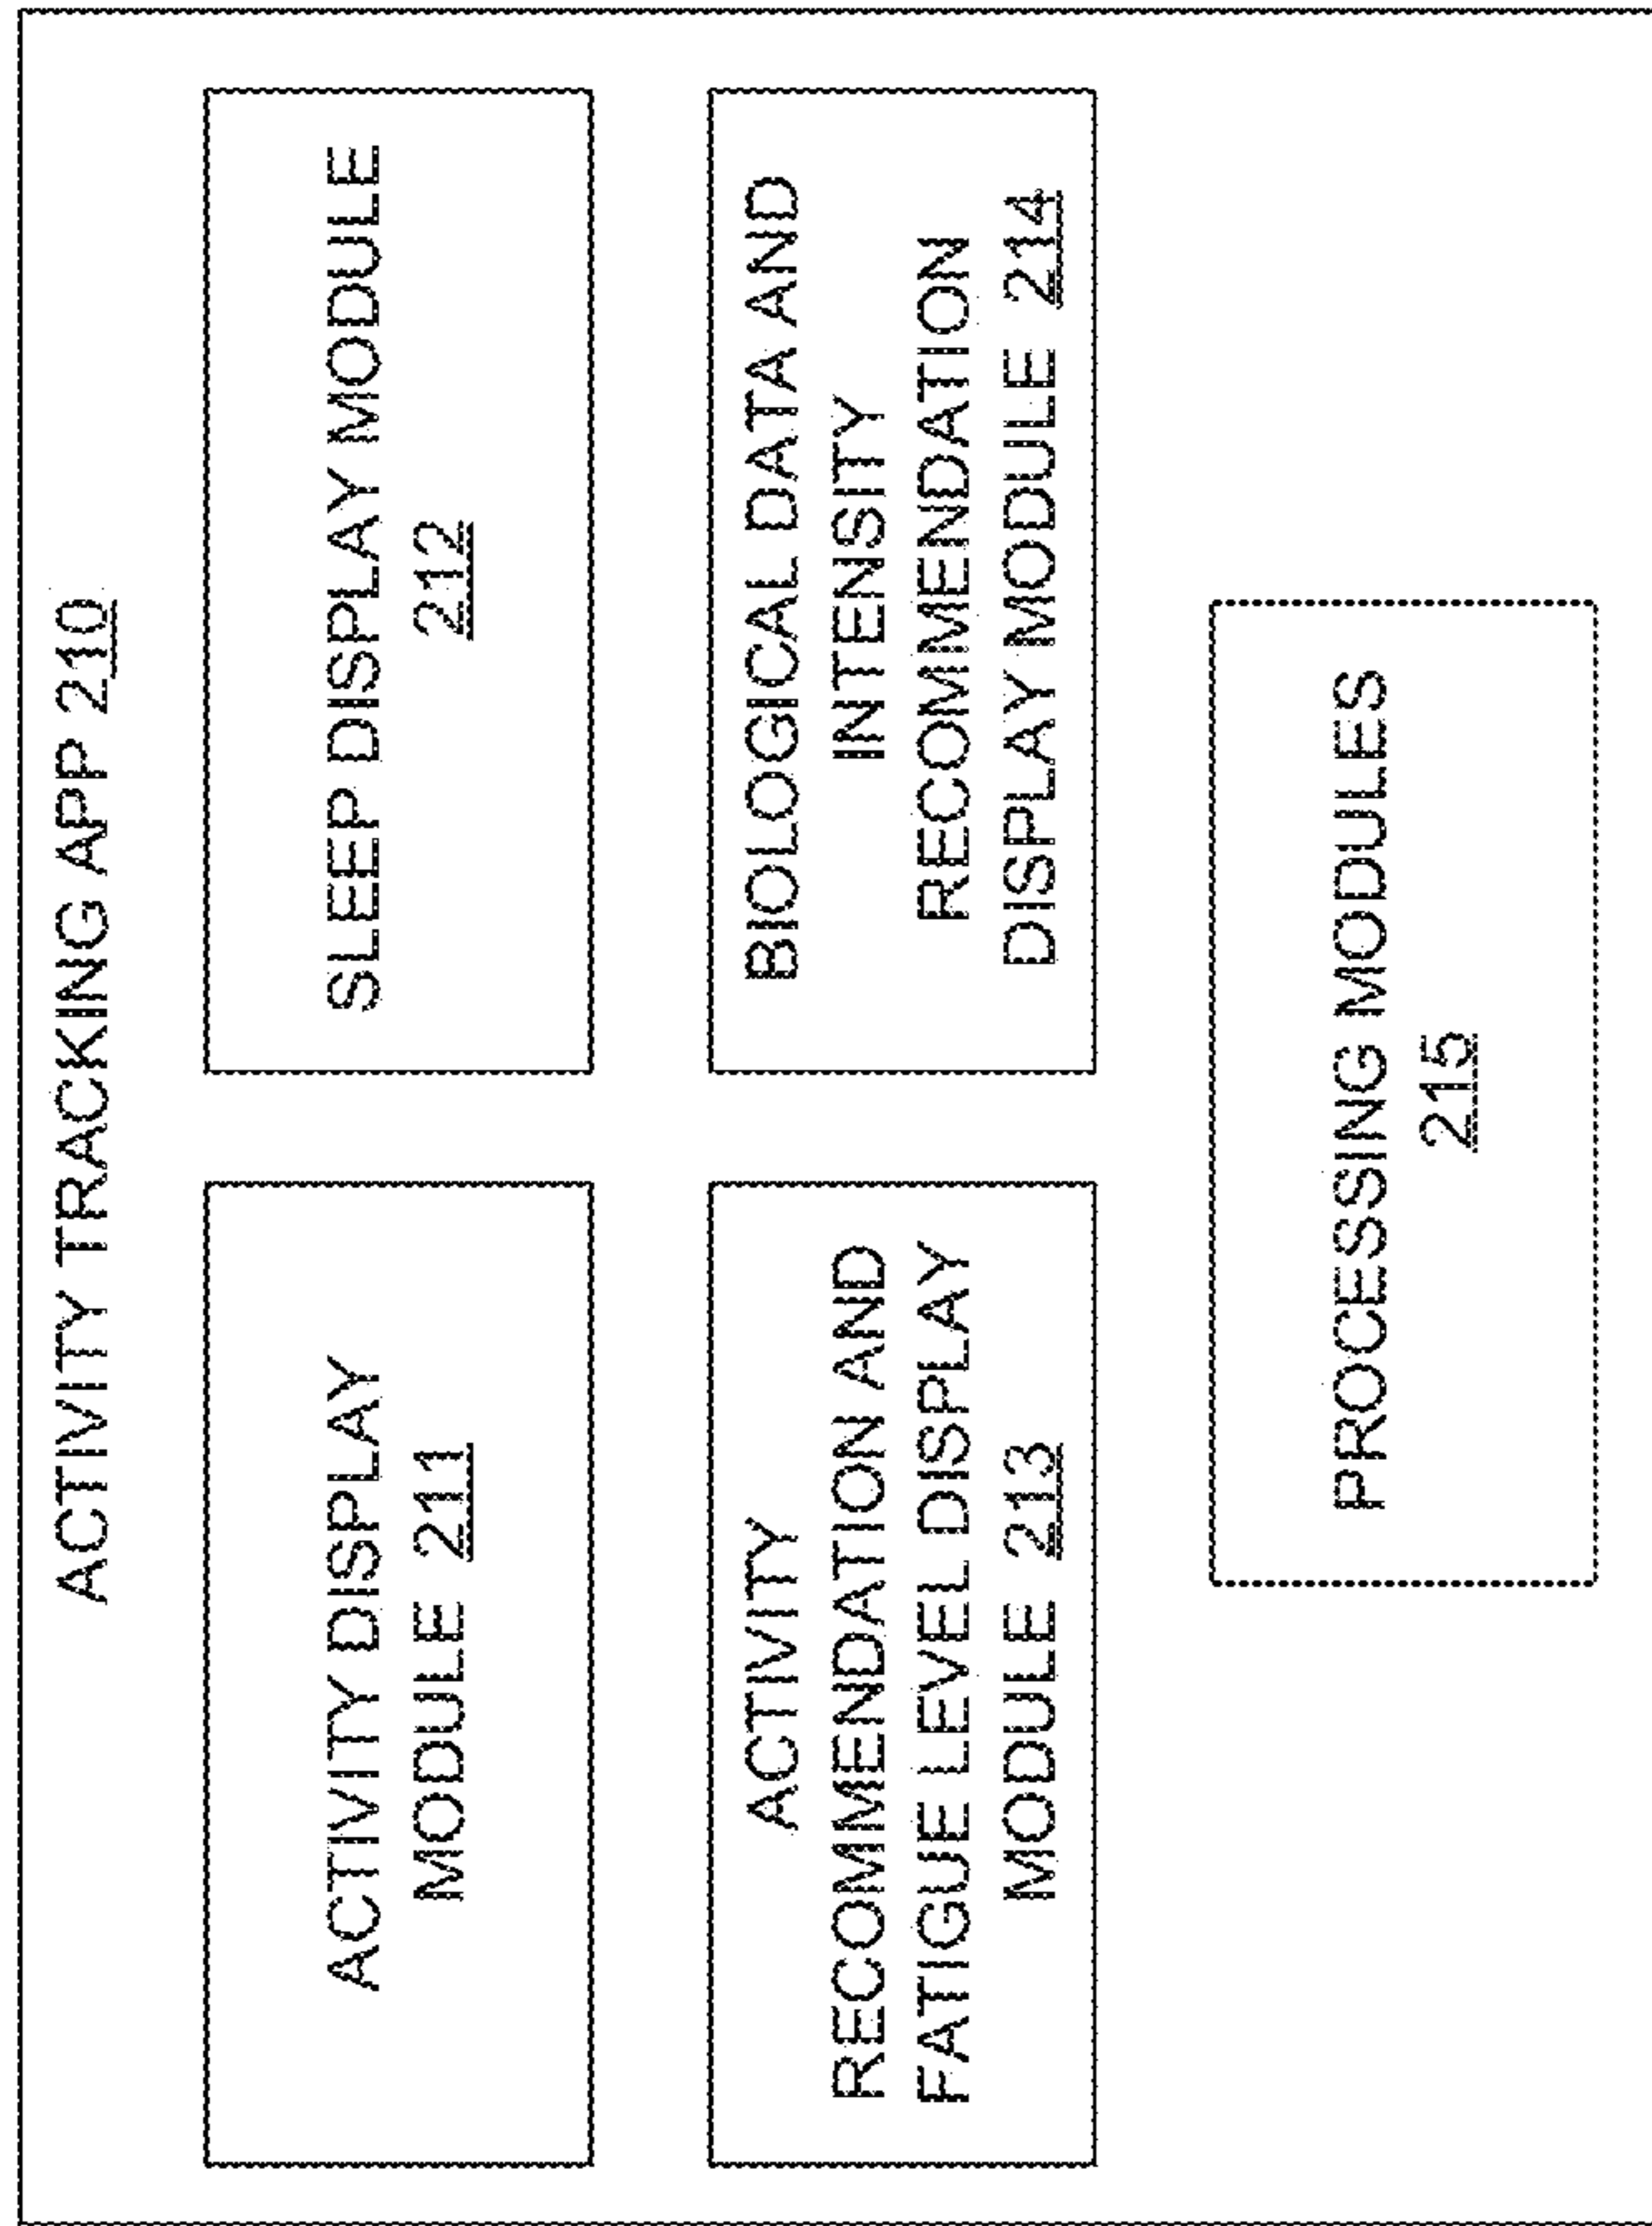 ACTIVITY TRACKING APP 210
ACTIVITY DISPLAY
MODULE 211
SLEEP DISPLAY MODULE
212
ACTIVITY
RECOMMENDATION AND
FATIGUE LEVEL DISPLAY
MODULE 213
BIOLOGICAL DATA AND
INTENSITY
RECOMMENDATION
DISPLAY MODULE 214
PROCESSING MODULES
215